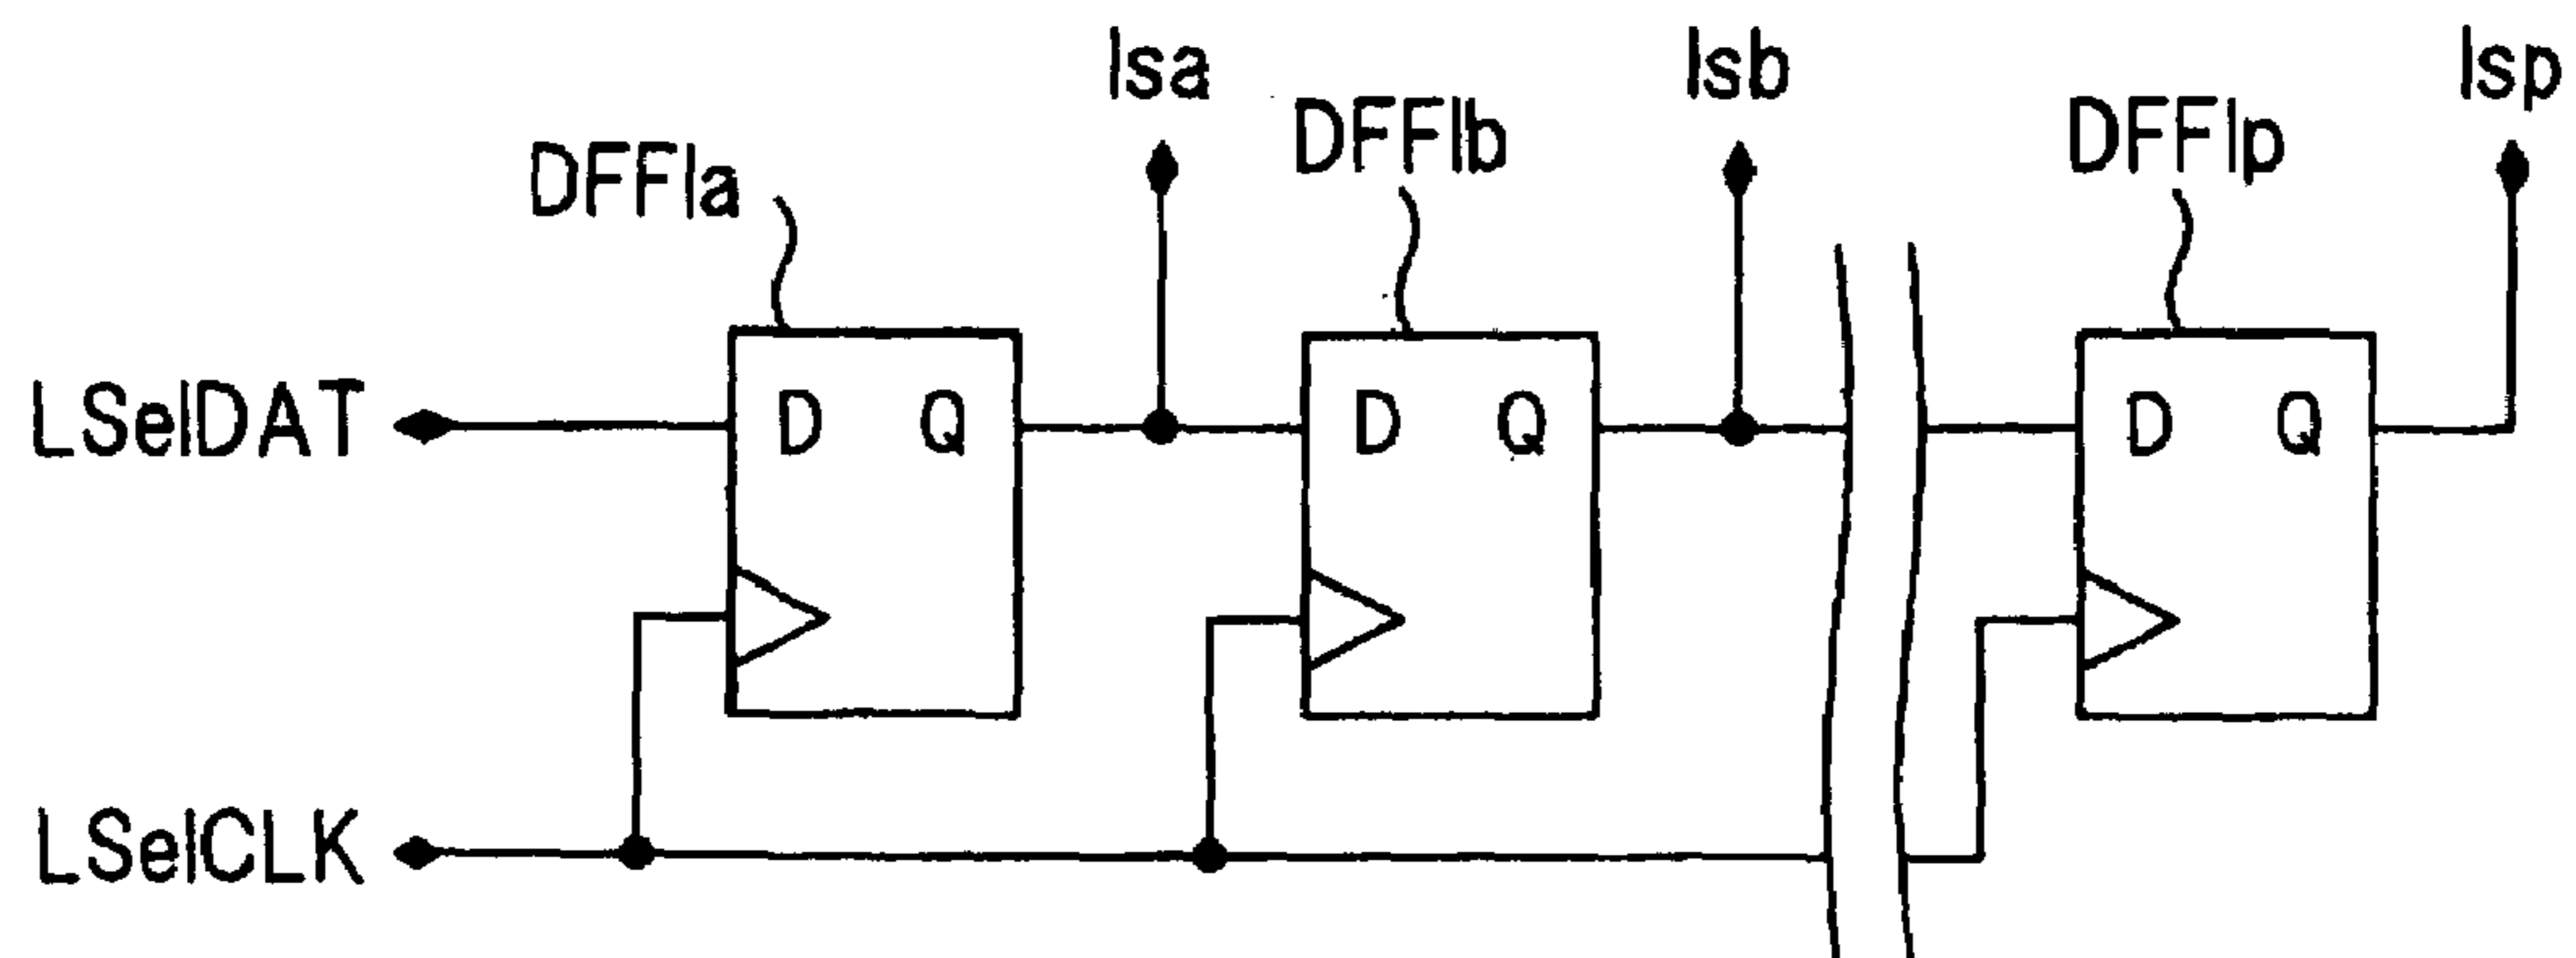 lsa
lsb
lsp
DFFla
DFFlb
DFFlp
LSelDAT
D Q
D Q
D Q
LSelCLK